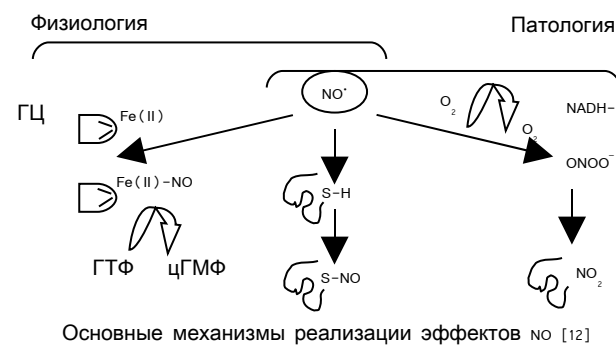 Физиология
Патология
NO•
ГЦ
Fe(II)
O2
O2
NADH-
ONOO-
Fe(II)-NO
S-H
ГТФ
цГМФ
S-NO
NO2
Основные механизмы реализации эффектов NO [12]